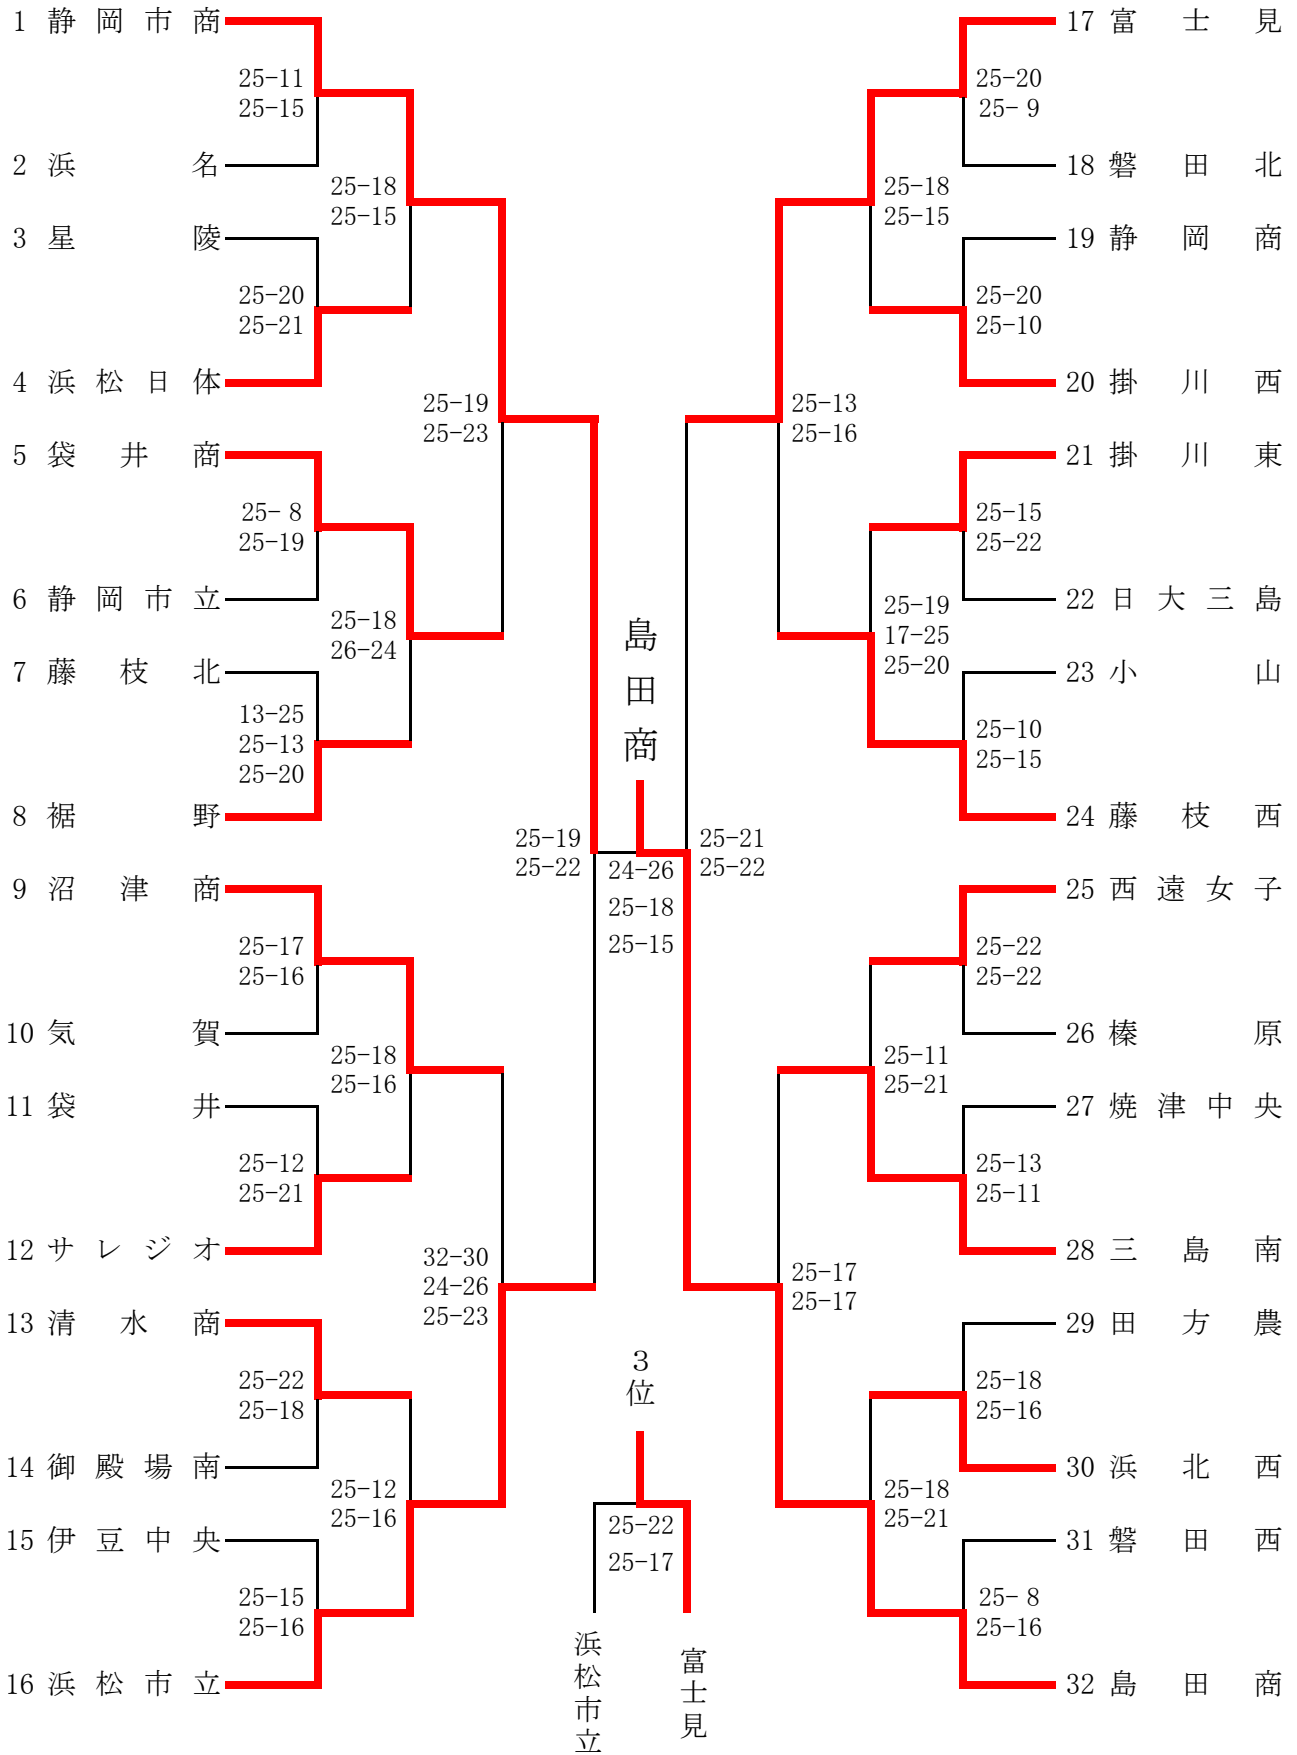 1 静岡市商
25-11
25-15
2 浜名
25-18
25-15
3 星陵
25-20
25-21
4 浜松日体
25-19
25-23
5 袋井商
25- 8
25-19
6 静岡市立
25-18
26-24
7 藤枝北
13-25
25-13
25-20
8 裾野
25-19
25-22
9 沼津商
25-17
25-16
10 気賀
25-18
25-16
11 袋井
25-12
25-21
12 サレジオ
32-30
24-26
25-23
13 清水商
25-22
25-18
14 御殿場南
25-12
25-16
15 伊豆中央
25-15
25-16
16 浜松市立
島田商
24-26
25-18
25-15
3位
25-22
25-17
浜松市立
富士見
17 富士見
25-20
25- 9
18 磐田北
25-18
25-15
19 静岡商
25-20
25-10
20 掛川西
25-13
25-16
21 掛川東
25-15
25-22
22 日大三島
25-19
17-25
25-20
23 小山
25-10
25-15
24 藤枝西
25-21
25-22
25 西遠女子
25-22
25-22
26 榛原
25-11
25-21
27 焼津中央
25-13
25-11
28 三島南
25-17
25-17
29 田方農
25-18
25-16
30 浜北西
25-18
25-21
31 磐田西
25- 8
25-16
32 島田商